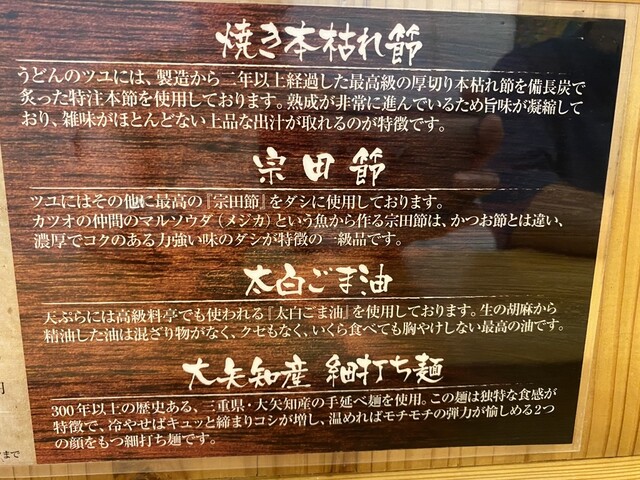 焼き本枯れ節
うどんのツユには、製造から二年以上経過した最高級の厚切り本枯れ節を備長炭で
炙った特注本節を使用しております。熟成が非常に進んでいるため旨味が凝縮して
おり、雑味がほとんどない上品な出汁が取れるのが特徴です。
宗田節
ツユにはその他に最高の『宗田節』をダシに使用しております。
カツオの仲間のマルソウダ(メジカ)という魚から作る宗田節は、かつお節とは違い、
濃厚でコクのある力強い味のダシが特徴の一級品です。
太白ごま油
天ぷらには高級料亭でも使われる『太白ごま油』を使用しております。生の胡麻から
精油した油は混ざり物がなく、クセもなく、いくら食べても胸やけしない最高の油です。
大矢知産 細打ち麺
300年以上の歴史ある、三重県・大矢知産の手延べ麺を使用。この麺は独特な食感が
特徴で、冷やせばキュッと締まりコシが増し、温めればモチモチの弾力が愉しめる2つ
の顔をもつ細打ち麺です。
円
まで